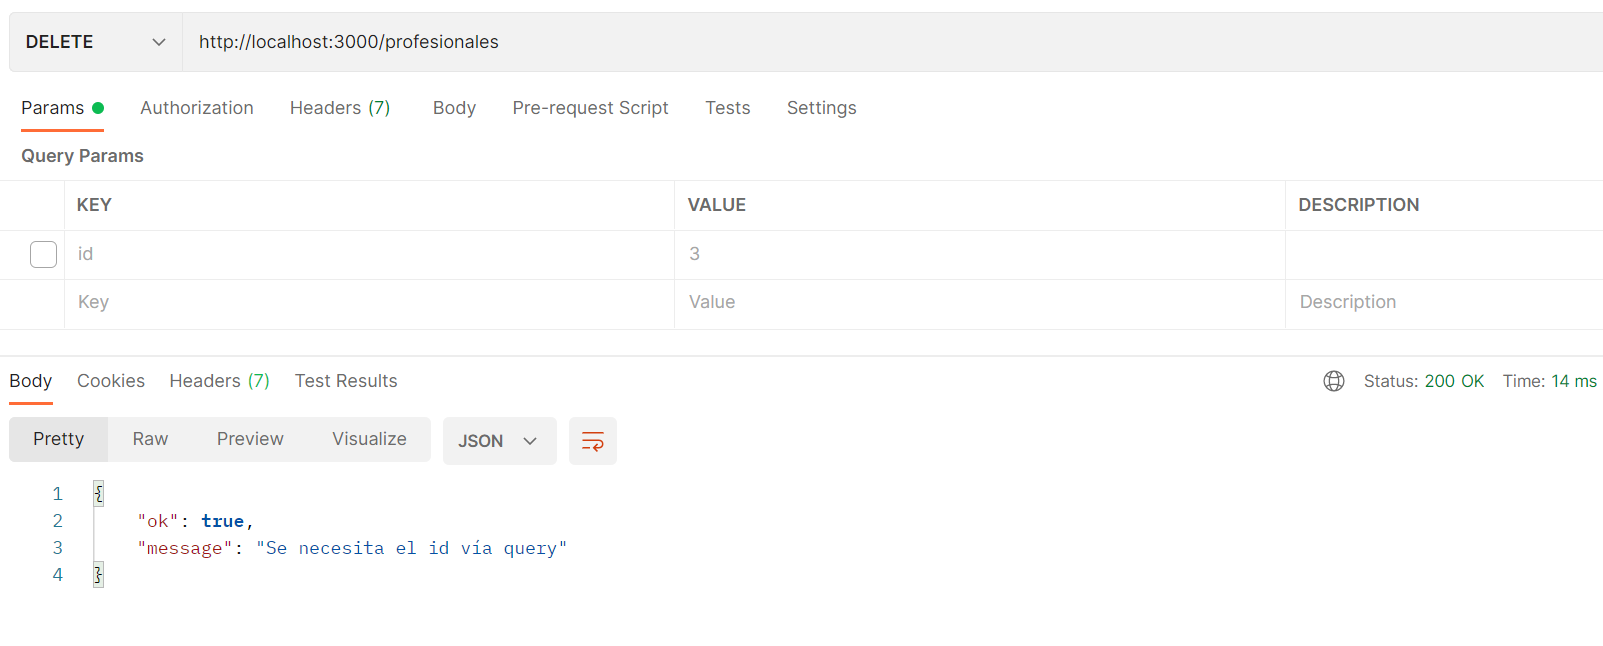 DELETE http://localhost:3000/profesionales
Params Authorization Headers (7) Body Pre-request Script Tests Settings
Query Params
KEY VALUE DESCRIPTION
id 3
Key Value Description
Body Cookies Headers (7) Test Results Status: 200 OK Time: 14 ms
Pretty Raw Preview Visualize JSON
1 {
2 "ok": true,
3 "message": "Se necesita el id vía query"
4 }